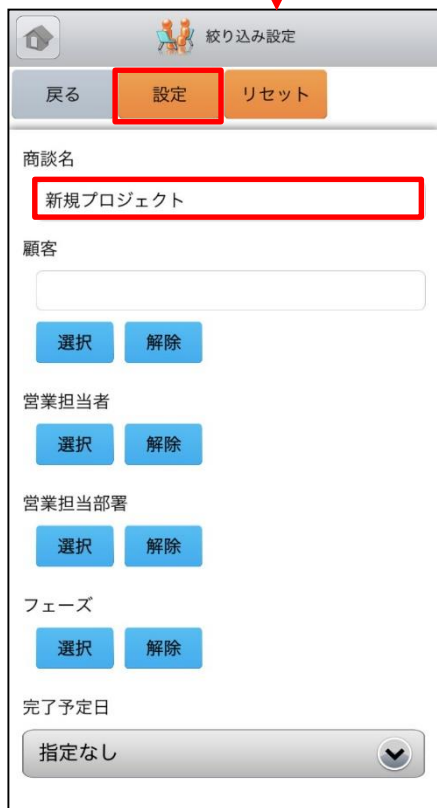 絞り込み設定
戻る 設定 リセット
商談名
新規プロジェクト
顧客
選択 解除
営業担当者
選択 解除
営業担当部署
選択 解除
フェーズ
選択 解除
完了予定日
指定なし